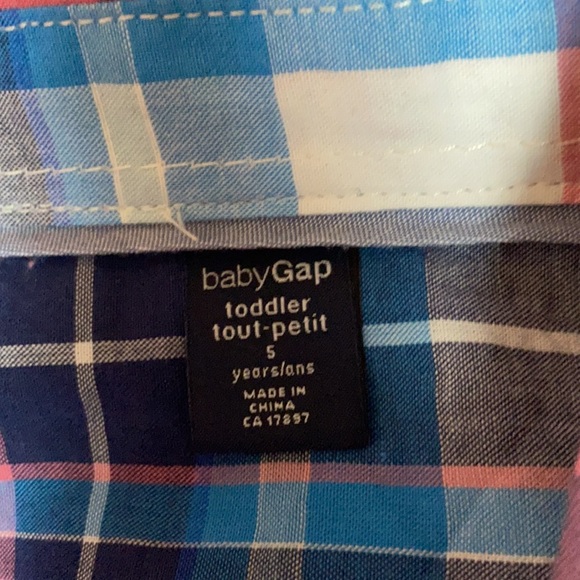 babyGap
toddler
tout-petit
5
years/ans
MADE IN
CHINA
CA 17897